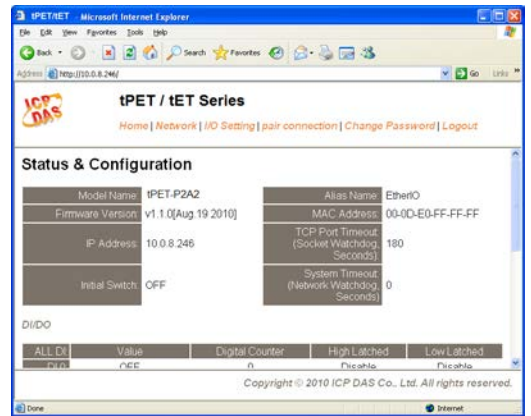 tPET/tET - Microsoft Internet Explorer
File Edit View Favorites Tools Help
Back Search Favorites
Address http://10.0.8.246/ Go Links »
ICP DAS
tPET / tET Series
Home | Network | I/O Setting | pair connection | Change Password | Logout
Status & Configuration
Model Name: tPET-P2A2 Alias Name: EtherIO
Firmware Version: v1.1.0[Aug.19 2010] MAC Address: 00-0D-E0-FF-FF-FF
IP Address: 10.0.8.246 TCP Port Timeout (Socket Watchdog, Seconds): 180
Initial Switch: OFF System Timeout (Network Watchdog, Seconds): 0
DI/DO
ALL DI: Value Digital Counter High Latched Low Latched
DI0: OFF 0 Disable Disable
Copyright © 2010 ICP DAS Co., Ltd. All rights reserved.
Done Internet